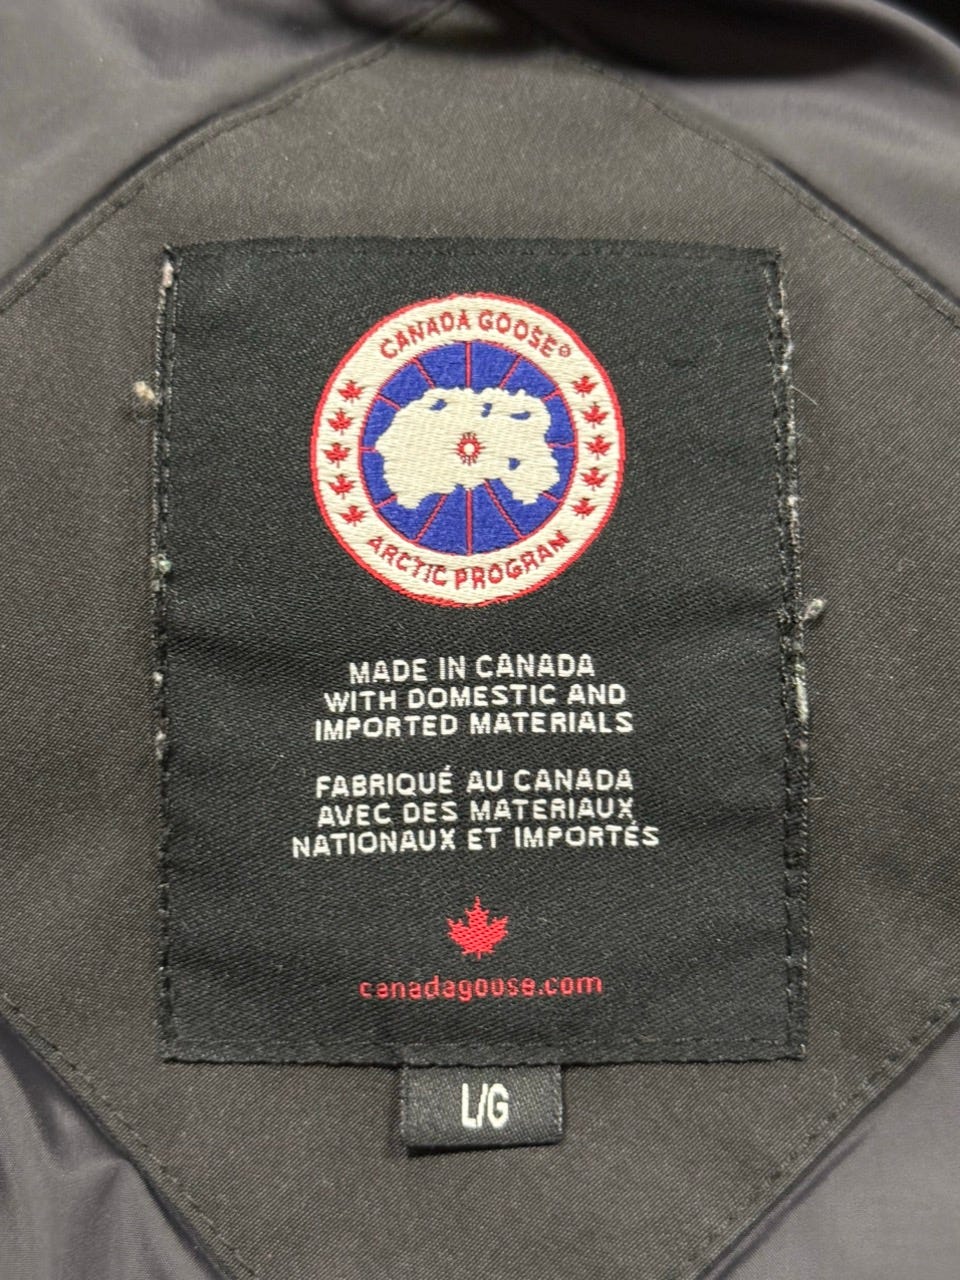 CANADA GOOSE®
ARCTIC PROGRAM
MADE IN CANADA
WITH DOMESTIC AND
IMPORTED MATERIALS
FABRIQUÉ AU CANADA
AVEC DES MATERIAUX
NATIONAUX ET IMPORTÉS
canadagoose.com
L/G